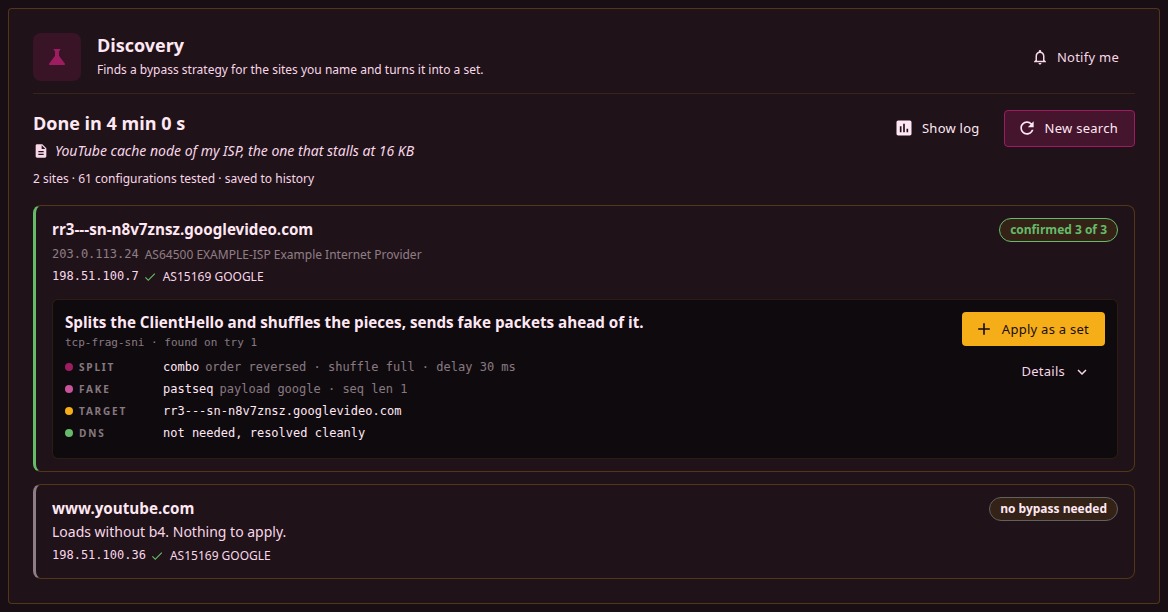 Discovery
Finds a bypass strategy for the sites you name and turns it into a set.
Notify me
Done in 4 min 0 s
YouTube cache node of my ISP, the one that stalls at 16 KB
2 sites · 61 configurations tested · saved to history
Show log
New search
rr3---sn-n8v7znsz.googlevideo.com
confirmed 3 of 3
203.0.113.24 AS64500 EXAMPLE-ISP Example Internet Provider
198.51.100.7 ✓ AS15169 GOOGLE
Splits the ClientHello and shuffles the pieces, sends fake packets ahead of it.
tcp-frag-sni · found on try 1
Apply as a set
Details
SPLIT combo order reversed · shuffle full · delay 30 ms
FAKE pastseq payload google · seq len 1
TARGET rr3---sn-n8v7znsz.googlevideo.com
DNS not needed, resolved cleanly
www.youtube.com
no bypass needed
Loads without b4. Nothing to apply.
198.51.100.36 ✓ AS15169 GOOGLE